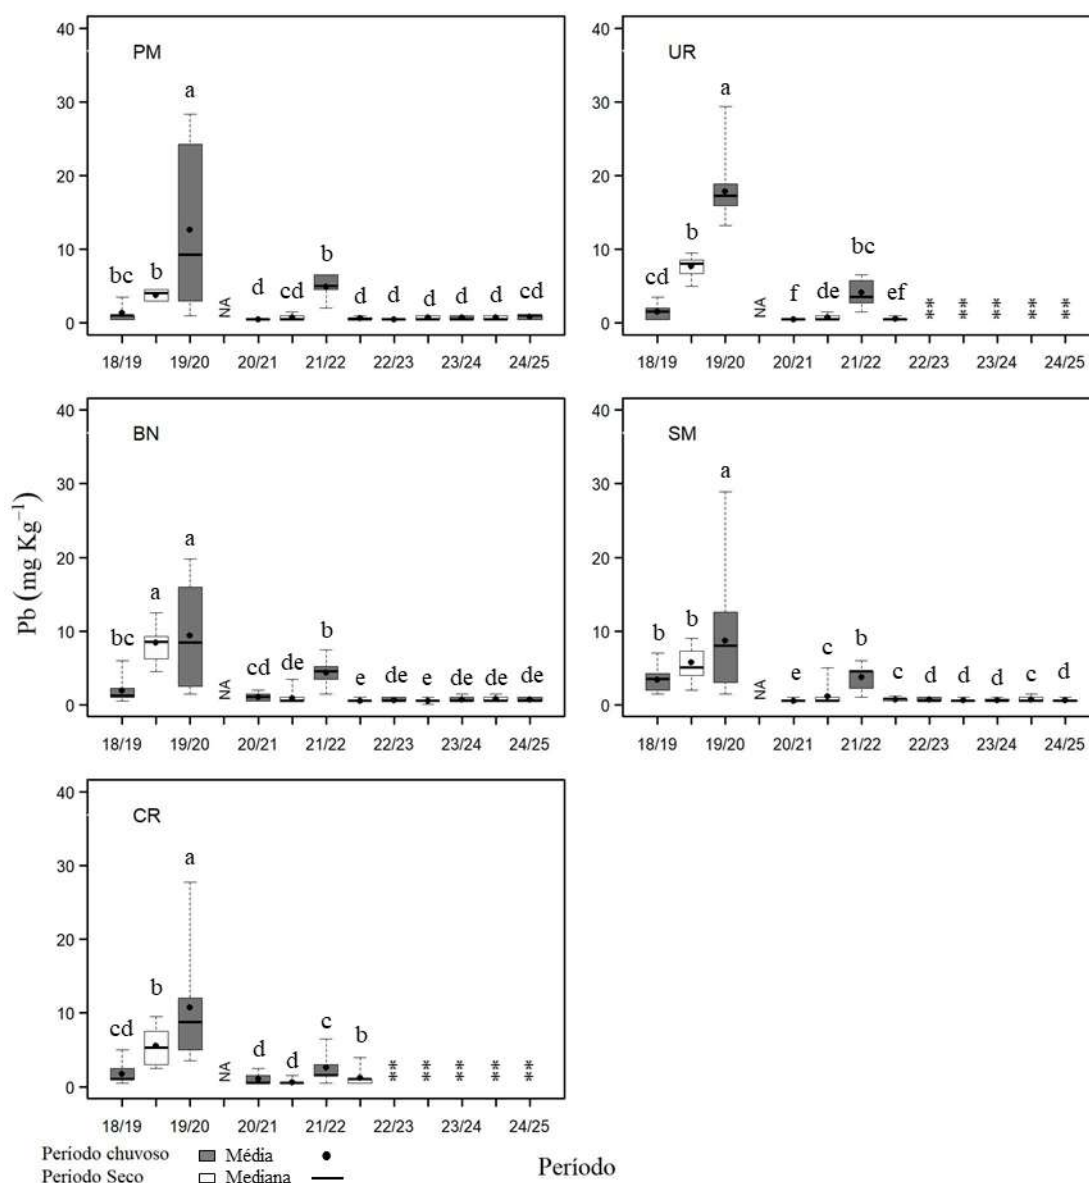 40
PM
a
30
20
10
bc b b
d cd d d d d d cd
0
NA
18/19 19/20 20/21 21/22 22/23 23/24 24/25
40
UR
a
30
20
10
b bc
cd f de ef
0
NA ** ** ** ** **
18/19 19/20 20/21 21/22 22/23 23/24 24/25
Pb (mg Kg⁻¹)
40
BN
30
a
20
a
10
bc b
cd de e de e de de de
0
NA
18/19 19/20 20/21 21/22 22/23 23/24 24/25
40
SM
a
30
20
10
b b b
e c c d d d c d
0
NA
18/19 19/20 20/21 21/22 22/23 23/24 24/25
40
CR
a
30
20
b
10
cd c b
d d
0
NA ** ** ** ** **
18/19 19/20 20/21 21/22 22/23 23/24 24/25
Período chuvoso Média
Periodo Seco Mediana
Período